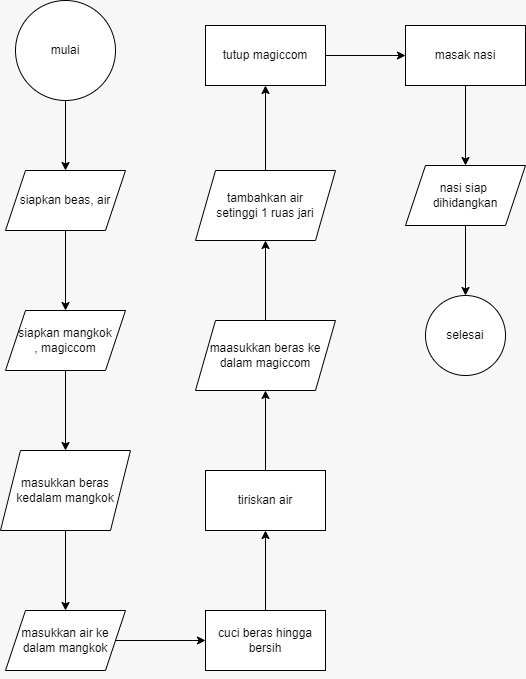 mulai
siapkan beas, air
siapkan mangkok
, magiccom
masukkan beras
kedalam mangkok
masukkan air ke
dalam mangkok
cuci beras hingga
bersih
tiriskan air
maasukkan beras ke
dalam magiccom
tambahkan air
setinggi 1 ruas jari
tutup magiccom
masak nasi
nasi siap
dihidangkan
selesai